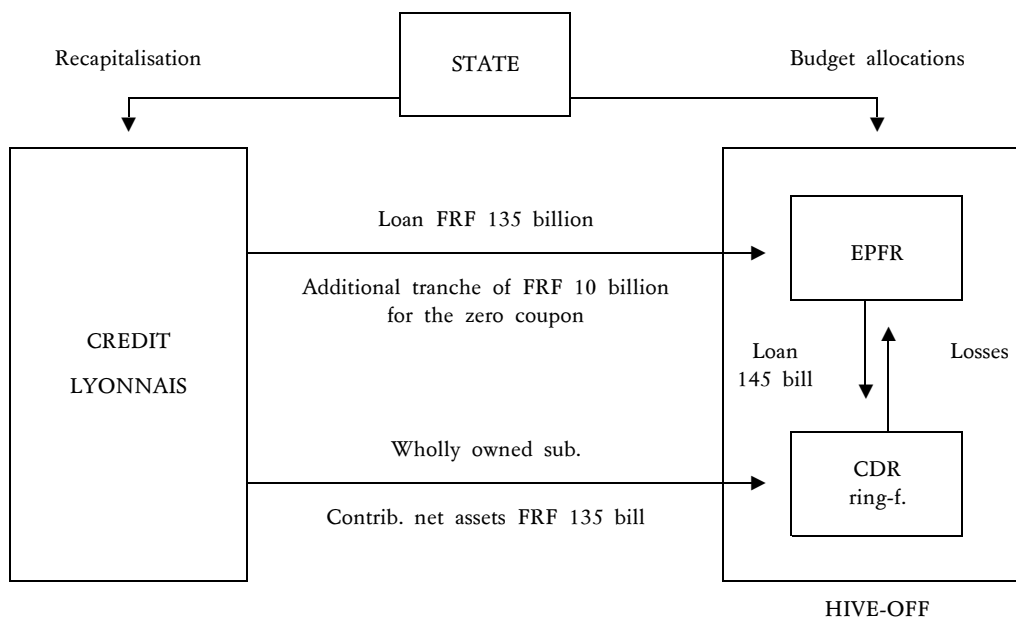 Recapitalisation
STATE
Budget allocations
Loan FRF 135 billion
EPFR
Additional tranche of FRF 10 billion
for the zero coupon
CREDIT
LYONNAIS
Loan
145 bill
Losses
Wholly owned sub.
CDR
ring-f.
Contrib. net assets FRF 135 bill
HIVE-OFF